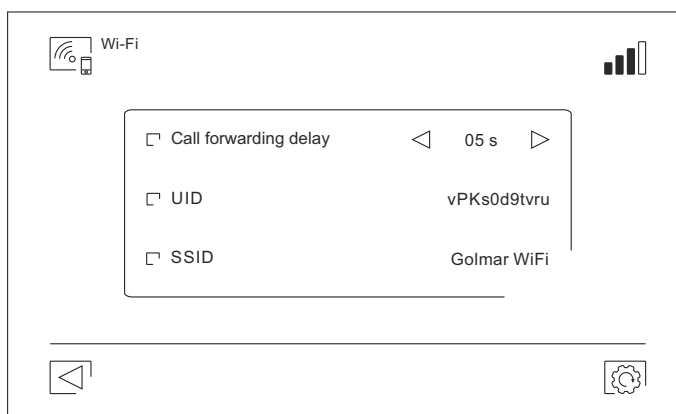 Wi-Fi
Call forwarding delay 05 s
UID vPKs0d9tvru
SSID Golmar WiFi